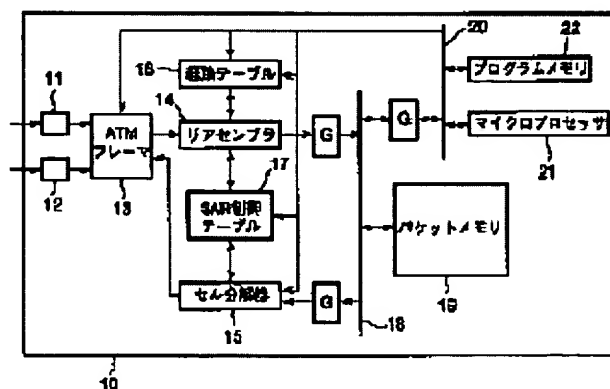 20
22
16
経路テーブル
プログラムメモリ
11
14
ATM
フレーマ
リアセンブラ
G
G
マイクロプロセッサ
21
12
13
17
SAR制御
テーブル
パケットメモリ
19
セル分解器
15
G
18
10